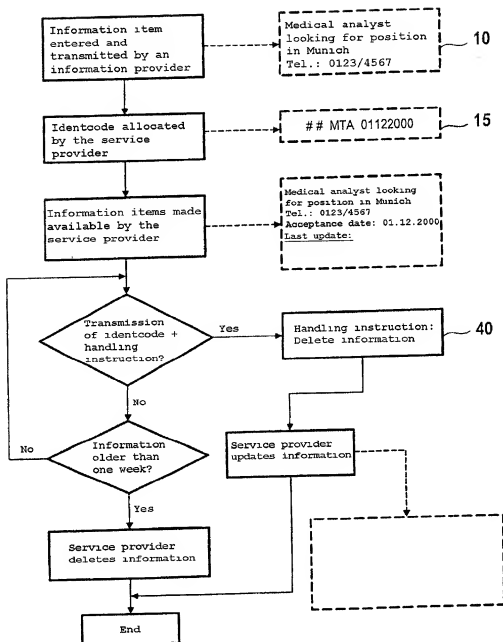 Information item
entered and
transmitted by an
information provider
Medical analyst
looking for position
in Munich
Tel.: 0123/4567
10
Identcode allocated
by the service
provider
## MTA 01122000
15
Information items made
available by the
service provider
Medical analyst looking
for position in Munich
Tel.: 0123/4567
Acceptance date: 01.12.2000
Last update:
Transmission
of identcode +
handling
instruction?
Yes
Handling instruction:
Delete information
40
No
Information
older than
one week?
No
Yes
Service provider
updates information
Service provider
deletes information
End